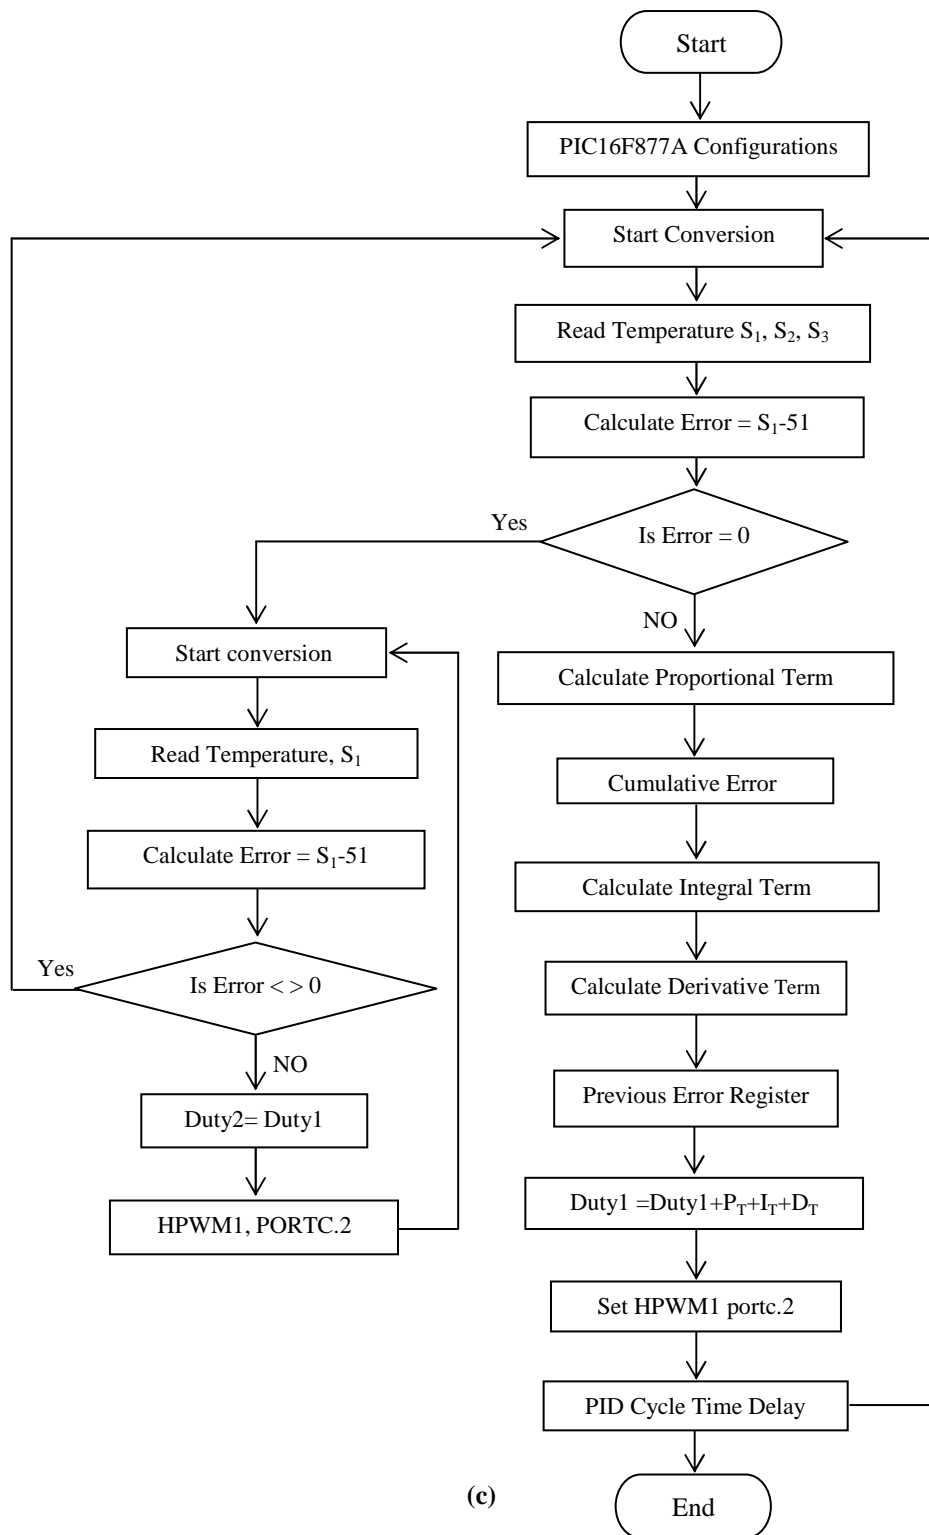 Start
PIC16F877A Configurations
Start Conversion
Read Temperature S₁, S₂, S₃
Calculate Error = S₁-51
Is Error = 0
Yes
NO
Start conversion
Read Temperature, S₁
Calculate Error = S₁-51
Is Error < > 0
Yes
NO
Duty2= Duty1
HPWM1, PORTC.2
Calculate Proportional Term
Cumulative Error
Calculate Integral Term
Calculate Derivative Term
Previous Error Register
Duty1 =Duty1+P_T+I_T+D_T
Set HPWM1 portc.2
PID Cycle Time Delay
End
(c)